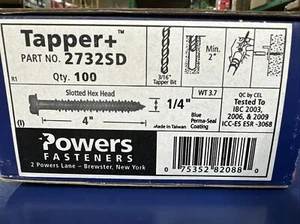 Tapper+™
PART NO. 2732SD
Qty. 100
R1
3/16"
Tapper Bit
Min.
2"
Slotted Hex Head
4"
(I)
1/4"
WT 3.7
Blue
Perma-Seal
Coating
Made in Taiwan
QC by CEL
Tested To
IBC 2003,
2006, & 2009
ICC-ES ESR -3068
Powers
FASTENERS
2 Powers Lane – Brewster, New York
0 75352 82088 0